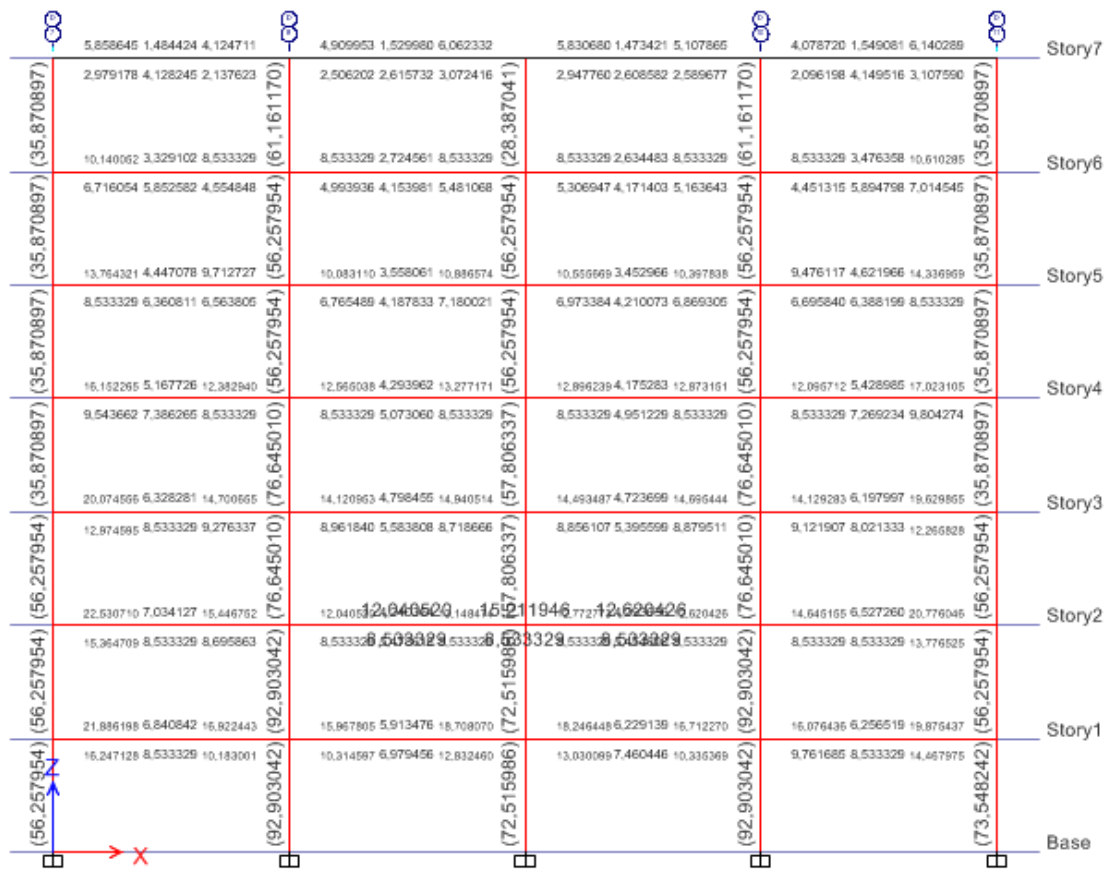 5,858645 1,484424 4,124711 4,909953 1,529980 6,062332 5,830680 1,473421 5,107865 4,078720 1,549081 6,140289 Story7
2,979178 4,128245 2,137623 2,506202 2,615732 3,072416 2,947760 2,608582 2,589677 2,096198 4,149516 3,107590
(35,870897) (61,161170) (28,387041) (61,161170) (35,870897)
10,140052 3,329102 8,533329 8,533329 2,724561 8,533329 8,533329 2,634483 8,533329 8,533329 3,476358 10,610285 Story6
6,716054 5,852582 4,554848 4,993936 4,153981 5,481068 5,306947 4,171403 5,163643 4,451315 5,894798 7,014545
(35,870897) (56,257954) (56,257954) (56,257954) (35,870897)
13,764321 4,447078 9,712727 10,083110 3,558061 10,886574 10,555569 3,452966 10,397838 9,476117 4,621966 14,336959 Story5
8,533329 6,360811 6,563805 6,765489 4,187833 7,180021 6,973384 4,210073 6,869305 6,695840 6,388199 8,533329
(35,870897) (56,257954) (56,257954) (56,257954) (35,870897)
16,152265 5,167726 12,382940 12,565038 4,293962 13,277171 12,896239 4,175283 12,873151 12,095712 5,428985 17,023105 Story4
9,543662 7,386265 8,533329 8,533329 5,073060 8,533329 8,533329 4,951229 8,533329 8,533329 7,269234 9,804274
(35,870897) (76,645010) (57,806337) (76,645010) (35,870897)
20,074566 6,328281 14,700665 14,120953 4,798455 14,940514 14,493487 4,723699 14,695444 14,129283 6,197997 19,629865 Story3
12,974595 8,533329 9,276337 8,961840 5,583808 8,718666 8,856107 5,395599 8,879511 9,121907 8,021333 12,265828
(56,257954) (76,645010) (76,645010) (56,257954)
22,530710 7,034127 15,446752 12,040520 15,211946 12,620426 14,645155 6,527260 20,776046 Story2
15,364709 8,533329 8,695863 8,533329 8,533329 8,533329 8,533329 8,533329 13,776525
(56,257954) (92,903042) (92,903042) (56,257954)
21,886198 6,840842 16,922443 15,967805 5,913476 18,708070 18,246448 6,229139 16,712270 16,076436 6,256519 19,876437 Story1
16,247128 8,533329 10,183001 10,314597 6,979456 12,832460 13,030099 7,460446 10,335369 9,761685 8,533329 14,467975
(56,257954) (92,903042) (72,515986) (92,903042) (73,548242)
Z
X Base